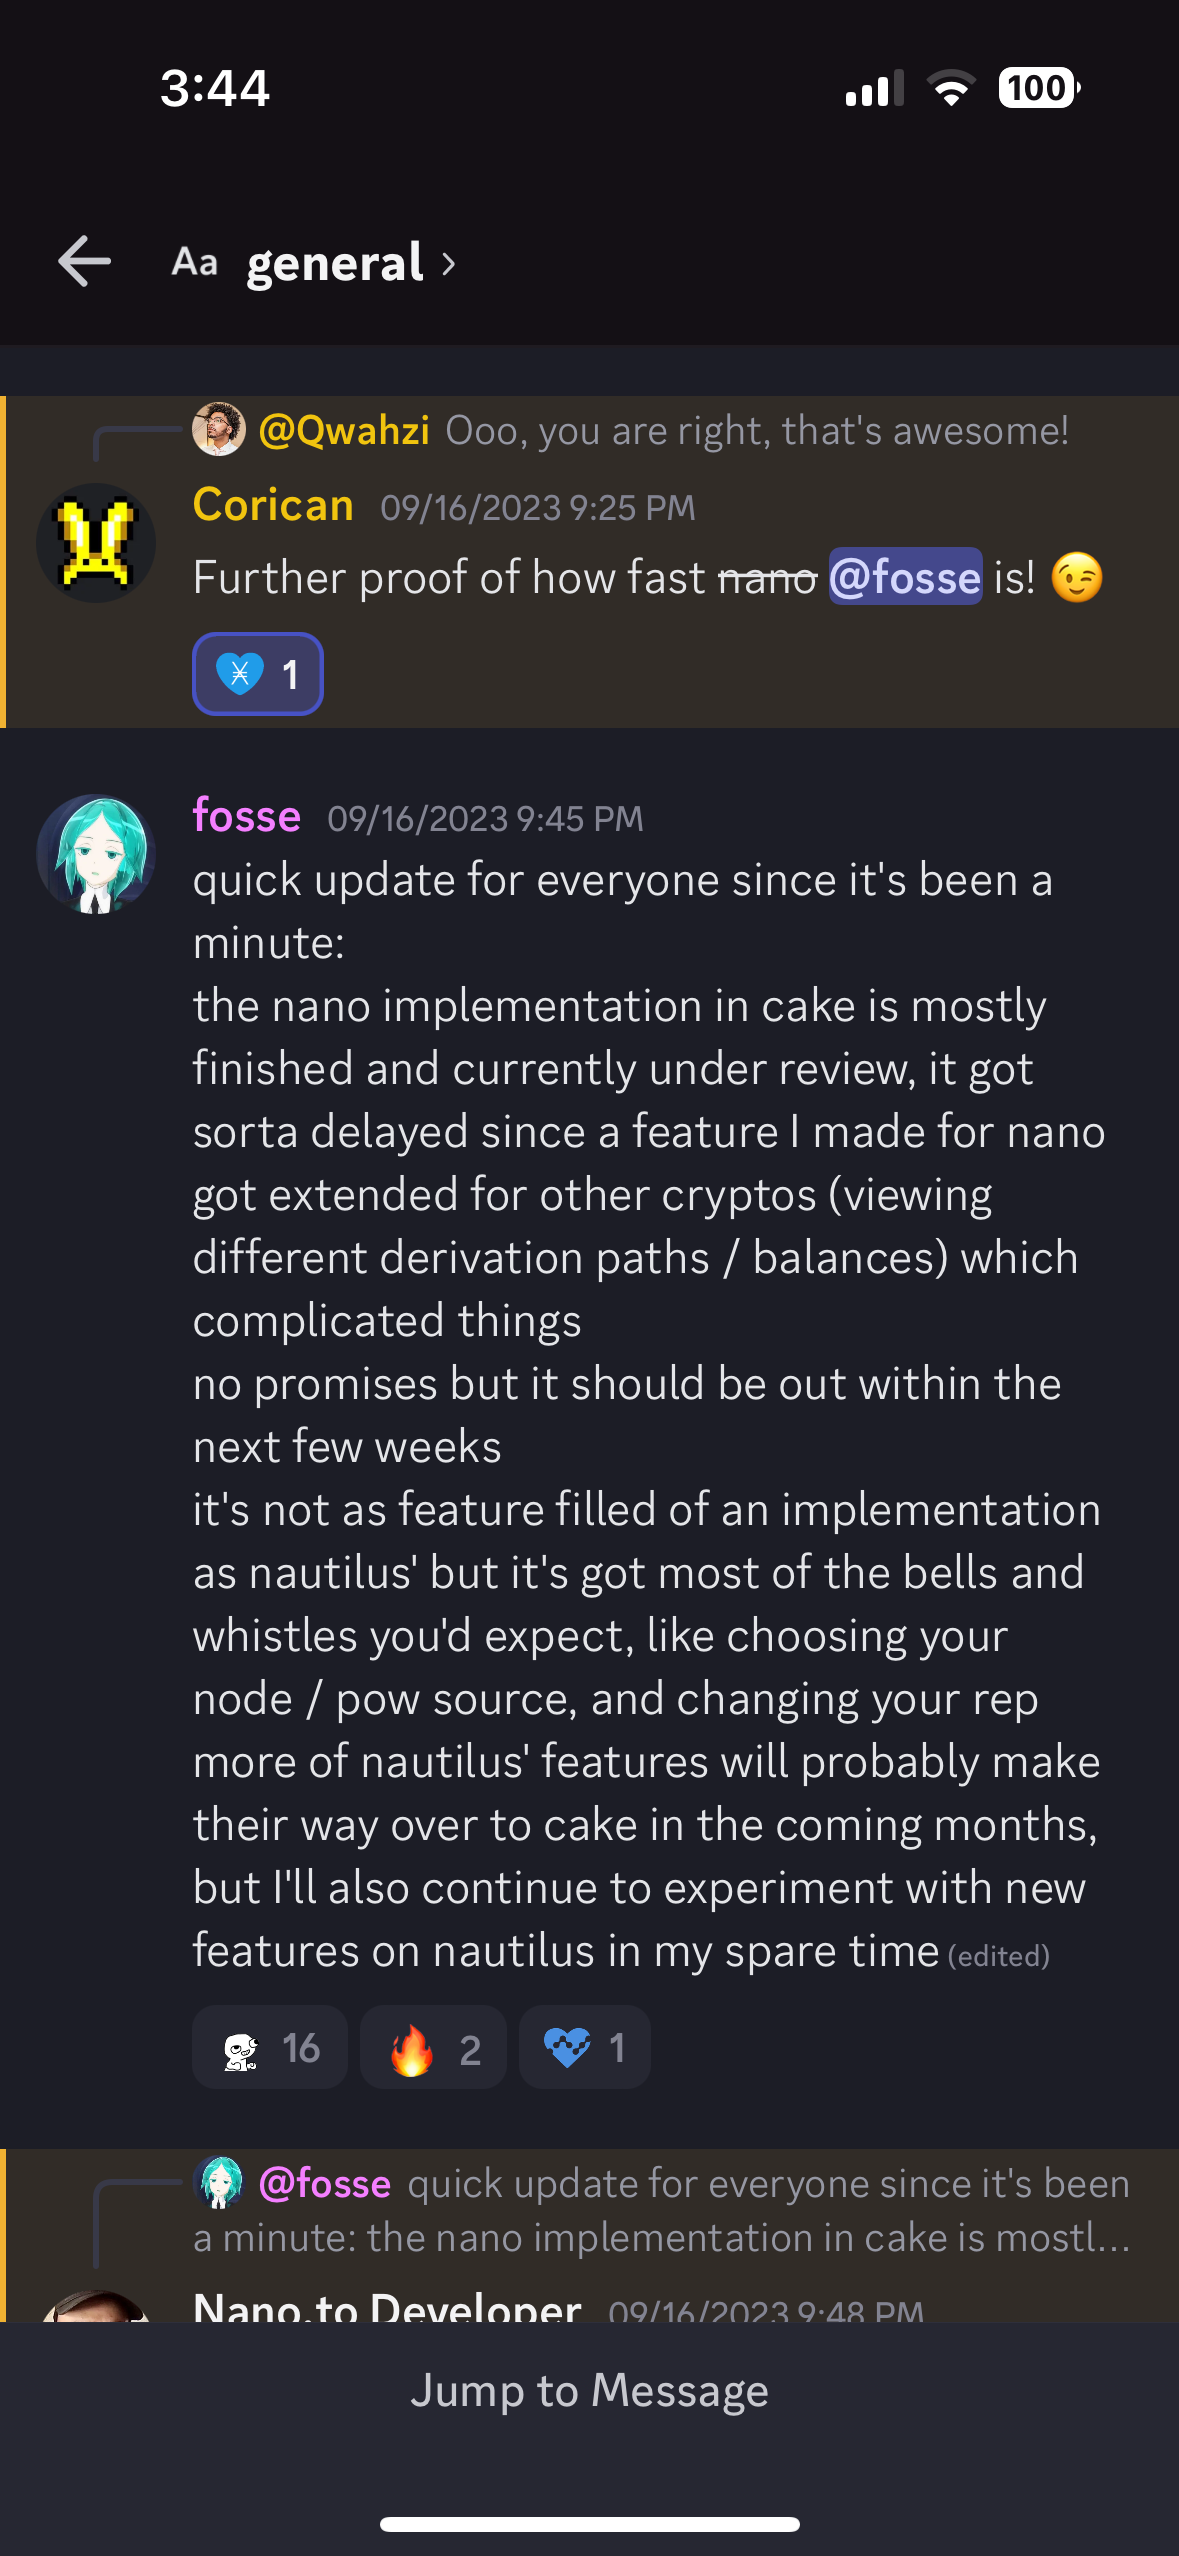 3:44
100
Aa general ›
@Qwahzi Ooo, you are right, that's awesome!
Corican 09/16/2023 9:25 PM
Further proof of how fast nano @fosse is! 😉
1
fosse 09/16/2023 9:45 PM
quick update for everyone since it's been a
minute:
the nano implementation in cake is mostly
finished and currently under review, it got
sorta delayed since a feature I made for nano
got extended for other cryptos (viewing
different derivation paths / balances) which
complicated things
no promises but it should be out within the
next few weeks
it's not as feature filled of an implementation
as nautilus' but it's got most of the bells and
whistles you'd expect, like choosing your
node / pow source, and changing your rep
more of nautilus' features will probably make
their way over to cake in the coming months,
but I'll also continue to experiment with new
features on nautilus in my spare time (edited)
16 🔥 2 1
@fosse quick update for everyone since it's been
a minute: the nano implementation in cake is mostl...
Nano.to Developer 09/16/2023 9:48 PM
Jump to Message